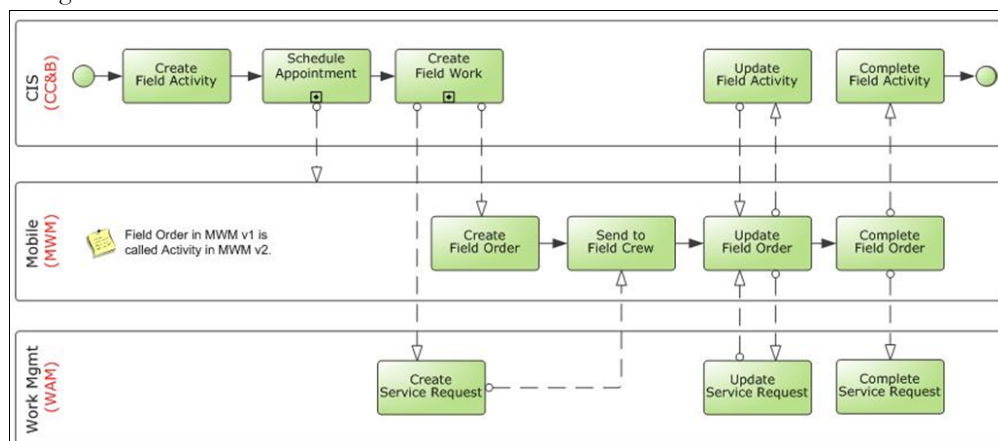 CIS
(CC&B)
Create
Field Activity
Schedule
Appointment
Create
Field Work
Update
Field Activity
Complete
Field Activity
Mobile
(MWM)
Field Order in MWM v1 is
called Activity in MWM v2.
Create
Field Order
Send to
Field Crew
Update
Field Order
Complete
Field Order
Work Mgmt
(WAM)
Create
Service Request
Update
Service Request
Complete
Service Request